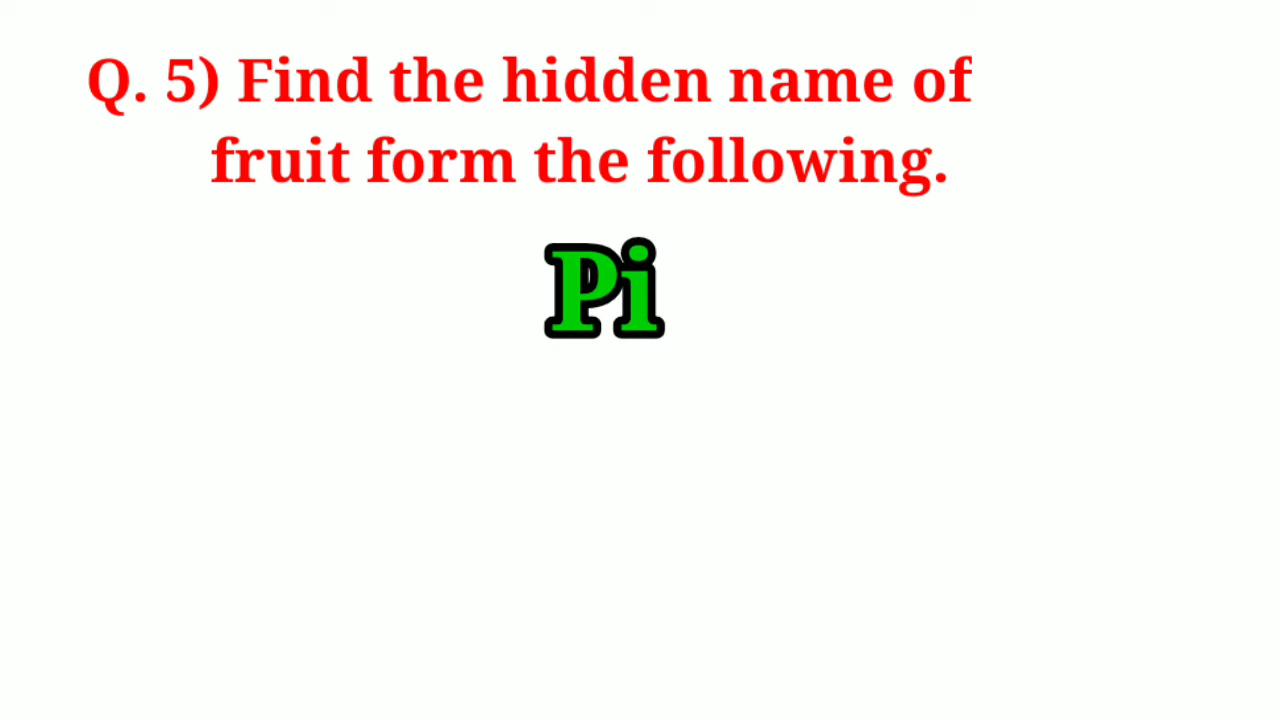 Q. 5) Find the hidden name of
fruit form the following.
Pi